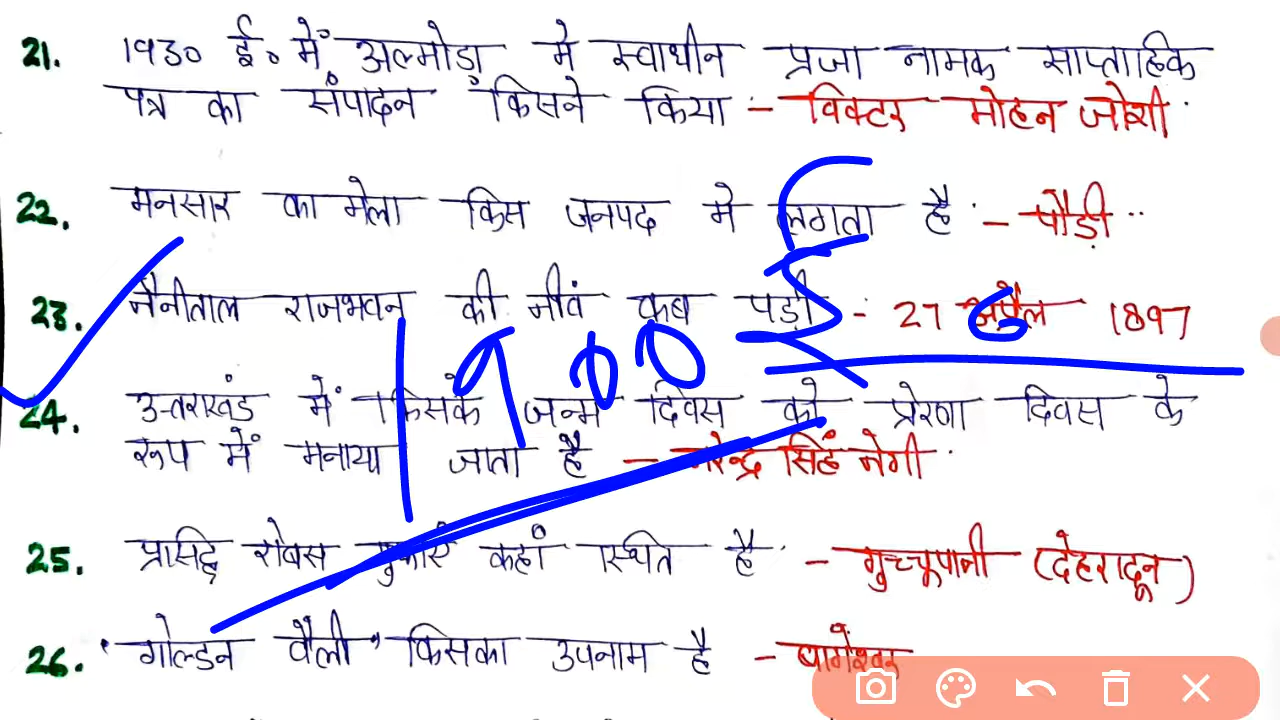 21. 1930 ई० में अल्मोड़ा मे स्वाधीन प्रजा नामक साप्ताहिक
पत्र का संपादन किसने किया - विक्टर मोहन जोशी
22. मनसार का मेला किस जनपद मे लगता है - पौड़ी
23. नैनीताल राजभवन की नीवं कब पड़ी - 27 अप्रैल 1897
1900
24. उत्तराखंड में किसके जन्म दिवस को प्रेरणा दिवस के
रूप में मनाया जाता है - नरेन्द्र सिंह नेगी
25. प्रसिद्धि रोबस गुफाएं कहां स्थित है - गुच्चूपानी (देहरादून)
26. "गोल्डन वैली" किसका उपनाम है - बागेश्वर